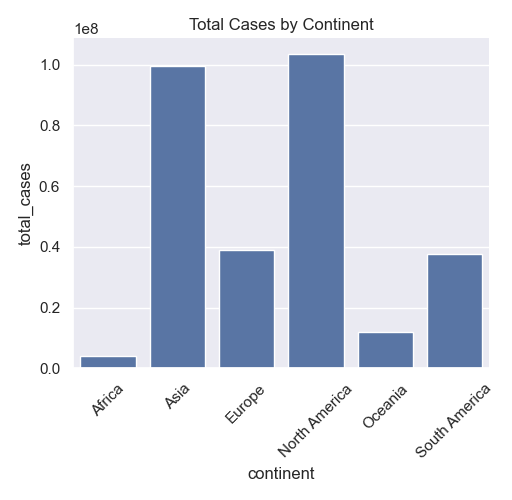 Total Cases by Continent
1e8
1.0
0.8
0.6
0.4
0.2
0.0
total_cases
Africa
Asia
Europe
North America
Oceania
South America
continent